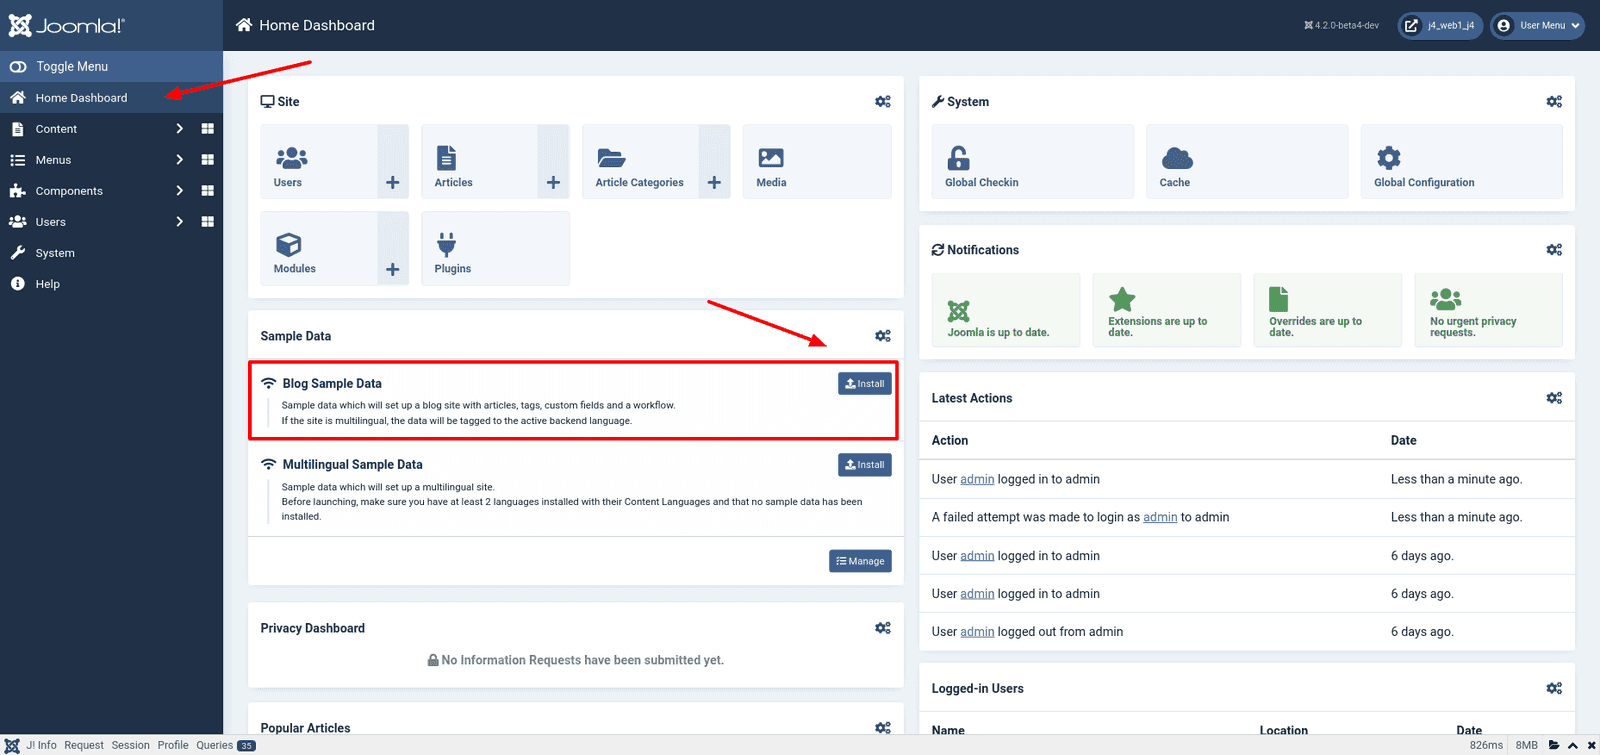 Joomla!
Home Dashboard
4.2.0-beta4-dev
j4_web1_j4
User Menu
Toggle Menu
Home Dashboard
Content
Menus
Components
Users
System
Help
Site
Users
Articles
Article Categories
Media
Modules
Plugins
Sample Data
Blog Sample Data
Install
Sample data which will set up a blog site with articles, tags, custom fields and a workflow.
If the site is multilingual, the data will be tagged to the active backend language.
Multilingual Sample Data
Install
Sample data which will set up a multilingual site.
Before launching, make sure you have at least 2 languages installed with their Content Languages and that no sample data has been
installed.
Manage
Privacy Dashboard
No Information Requests have been submitted yet.
Popular Articles
System
Global Checkin
Cache
Global Configuration
Notifications
Joomla is up to date.
Extensions are up to
date.
Overrides are up to
date.
No urgent privacy
requests.
Latest Actions
Action Date
User admin logged in to admin Less than a minute ago.
A failed attempt was made to login as admin to admin Less than a minute ago.
User admin logged in to admin 6 days ago.
User admin logged in to admin 6 days ago.
User admin logged out from admin 6 days ago.
Logged-in Users
Name Location Date
J! Info Request Session Profile Queries 35 826ms 8MB